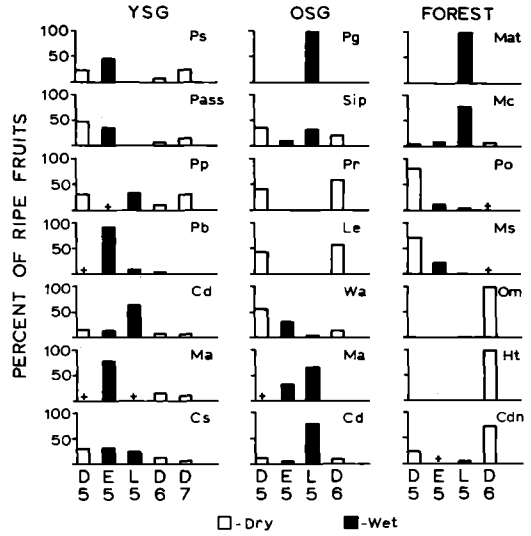 YSG OSG FOREST
PERCENT OF RIPE FRUITS
100 Ps Pg Mat
50
100 Pass Sip Mc
50
100 Pp Pr Po
50 + +
100 Pb Le Ms
50 + +
100 Cd Wa Om
50
100 Ma Ma Ht
50 + + +
100 Cs Cd Cdn
50 +
D E L D D D E L D D E L D
5 5 5 6 7 5 5 5 6 5 5 5 6
-Dry -Wet